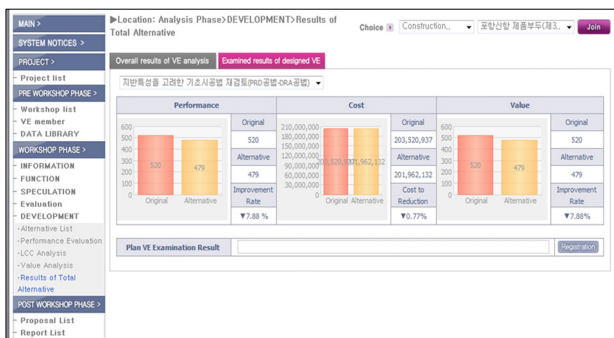 MAIN >
SYSTEM NOTICES >
PROJECT >
Project list
PRE WORKSHOP PHASE >
Workshop list
VE member
DATA LIBRARY
WORKSHOP PHASE >
INFORMATION
FUNCTION
SPECULATION
Evaluation
DEVELOPMENT
-Alternative List
-Performance Evaluation
-LCC Analysis
-Value Analysis
-Results of Total
Alternative
POST WORKSHOP PHASE >
Proposal List
Report List
▶Location: Analysis Phase>DEVELOPMENT>Results of
Total Alternative
Choice Construction... 포항신항 제품부두(제3... Join
Overall results of VE analysis Examined results of designed VE
지반특성을 고려한 기초시공법 재검토(PRD공법-DRA공법)
Performance
600
500
400
300
200
100
0
520 479
Original Alternative
Original
520
Alternative
479
Improvement
Rate
▼7.88 %
Cost
210,000,000
180,000,000
150,000,000
120,000,000
90,000,000
60,000,000
30,000,000
Original Alternative
Original
203,520,937
Alternative
201,962,132
Cost to
Reduction
▼0.77%
Value
600
500
400
300
200
100
0
520 479
Original Alternative
Original
520
Alternative
479
Improvement
Rate
▼7.88%
Plan VE Examination Result Registration